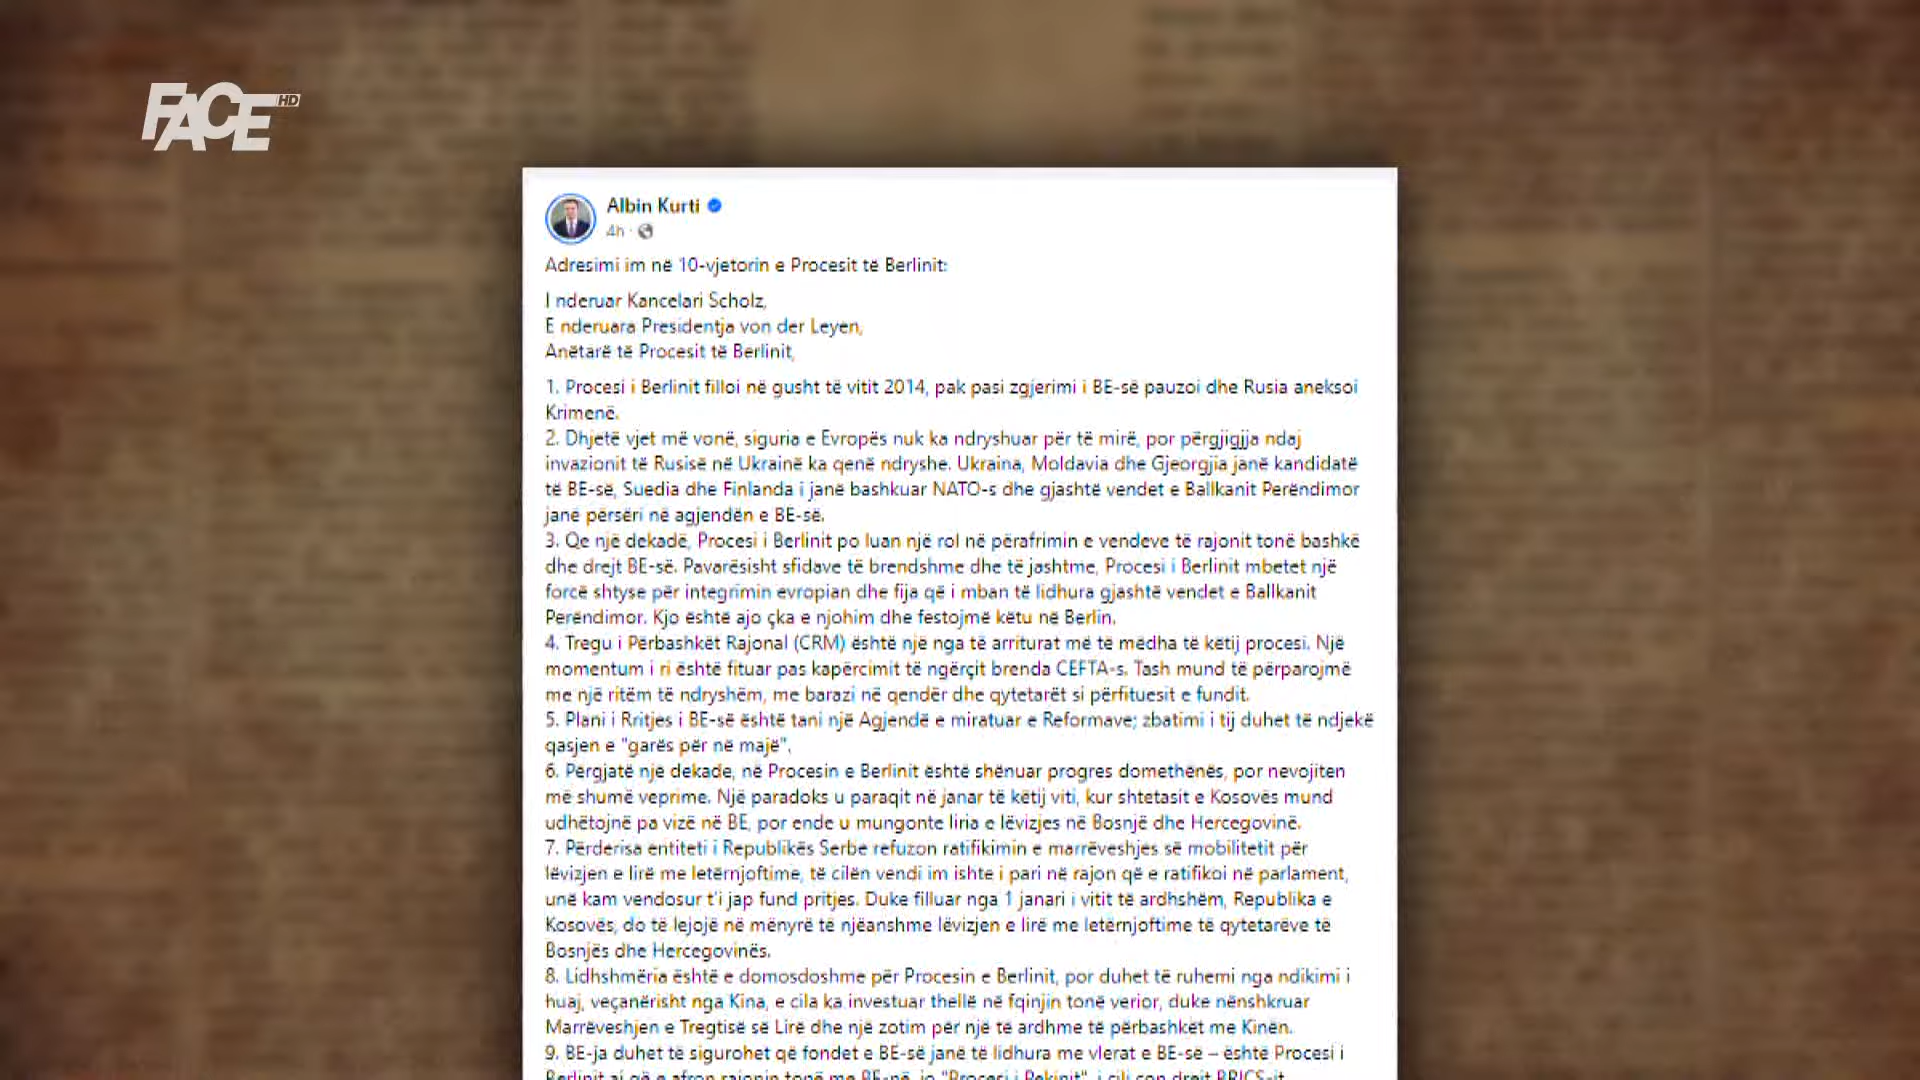 FACE HD
Albin Kurti
4h ·
Adresimi im në 10-vjetorin e Procesit të Berlinit:
I nderuar Kancelari Scholz,
E nderuara Presidentja von der Leyen,
Anëtarë të Procesit të Berlinit,
1. Procesi i Berlinit filloi në gusht të vitit 2014, pak pasi zgjerimi i BE-së pauzoi dhe Rusia aneksoi
Krimenë.
2. Dhjetë vjet më vonë, siguria e Evropës nuk ka ndryshuar për të mirë, por përgjigjja ndaj
invazionit të Rusisë në Ukrainë ka qenë ndryshe. Ukraina, Moldavia dhe Gjeorgjia janë kandidatë
të BE-së, Suedia dhe Finlanda i janë bashkuar NATO-s dhe gjashtë vendet e Ballkanit Perëndimor
janë përsëri në agjendën e BE-së.
3. Qe një dekadë, Procesi i Berlinit po luan një rol në përafrimin e vendeve të rajonit tonë bashkë
dhe drejt BE-së. Pavarësisht sfidave të brendshme dhe të jashtme, Procesi i Berlinit mbetet një
forcë shtyse për integrimin evropian dhe fija që i mban të lidhura gjashtë vendet e Ballkanit
Perëndimor. Kjo është ajo çka e njohim dhe festojmë këtu në Berlin.
4. Tregu i Përbashkët Rajonal (CRM) është një nga të arriturat më të mëdha të këtij procesi. Një
momentum i ri është fituar pas kapërcimit të ngërçit brenda CEFTA-s. Tash mund të përparojmë
me një ritëm të ndryshëm, me barazi në qendër dhe qytetarët si përfituesit e fundit.
5. Plani i Rritjes i BE-së është tani një Agjendë e miratuar e Reformave; zbatimi i tij duhet të ndjekë
qasjen e "garës për në majë".
6. Përgjatë një dekade, në Procesin e Berlinit është shënuar progres domethënës, por nevojiten
më shumë veprime. Një paradoks u paraqit në janar të këtij viti, kur shtetasit e Kosovës mund
udhëtojnë pa vizë në BE, por ende u mungonte liria e lëvizjes në Bosnjë dhe Hercegovinë.
7. Përderisa entiteti i Republikës Serbe refuzon ratifikimin e marrëveshjes së mobilitetit për
lëvizjen e lirë me letërnjoftime, të cilën vendi im ishte i pari në rajon që e ratifikoi në parlament,
unë kam vendosur t'i jap fund pritjes. Duke filluar nga 1 janari i vitit të ardhshëm, Republika e
Kosovës, do të lejojë në mënyrë të njëanshme lëvizjen e lirë me letërnjoftime të qytetarëve të
Bosnjës dhe Hercegovinës.
8. Lidhshmëria është e domosdoshme për Procesin e Berlinit, por duhet të ruhemi nga ndikimi i
huaj, veçanërisht nga Kina, e cila ka investuar thellë në fqinjin tonë verior, duke nënshkruar
Marrëveshjen e Tregtisë së Lirë dhe një zotim për një të ardhme të përbashkët me Kinën.
9. BE-ja duhet të sigurohet që fondet e BE-së janë të lidhura me vlerat e BE-së – është Procesi i
Berlinit ai që e afron rajonin tonë me BE-në, jo "Procesi i Pekinit", i cili çon drejt BRICS-it.